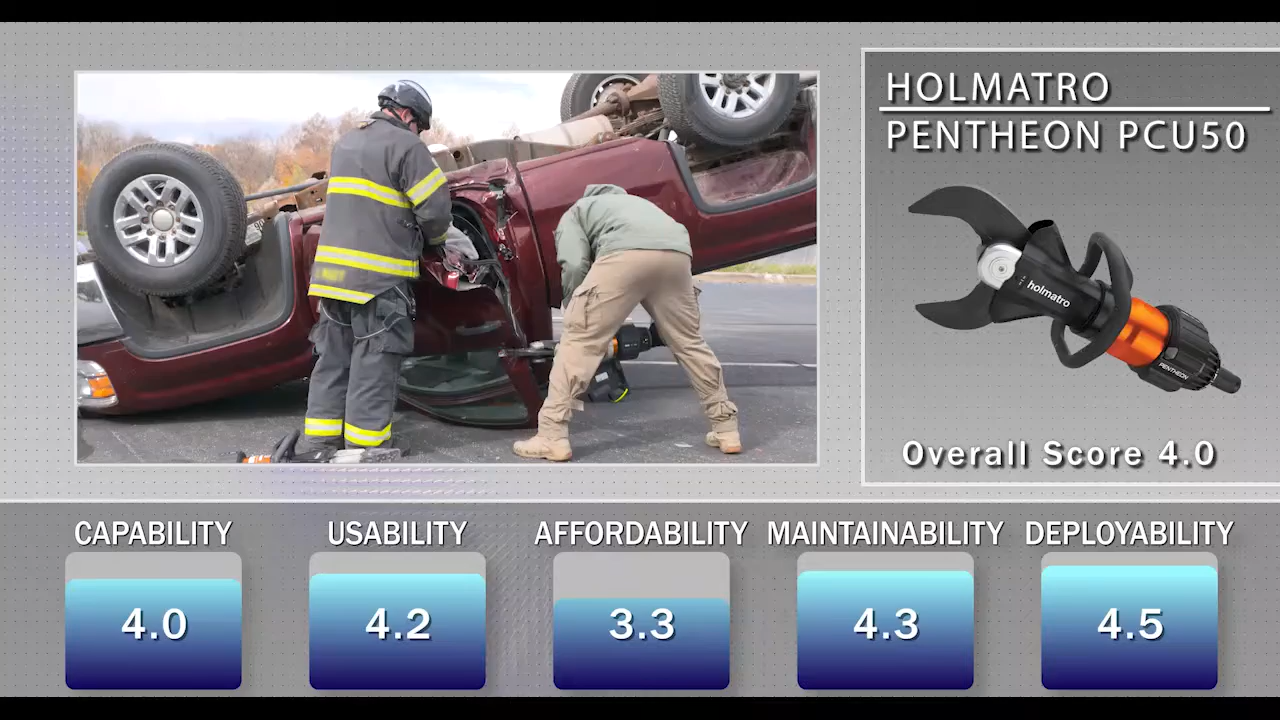 HOLMATRO
PENTHEON PCU50
holmatro
PENTHEON
Overall Score 4.0
CAPABILITY
USABILITY
AFFORDABILITY
MAINTAINABILITY
DEPLOYABILITY
4.0
4.2
3.3
4.3
4.5